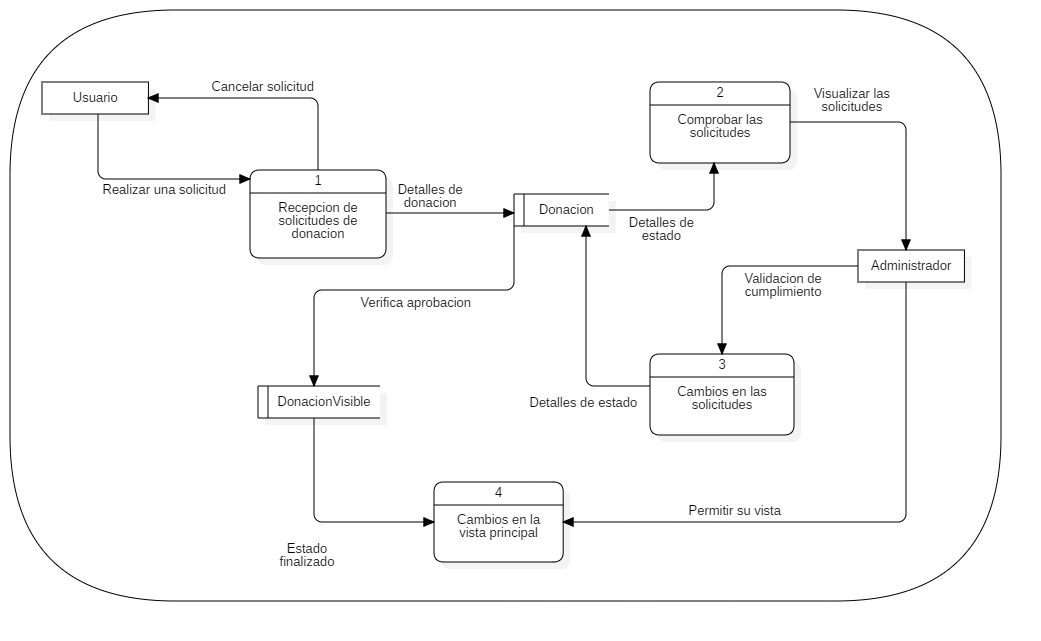 Usuario
Cancelar solicitud
Realizar una solicitud
1
Recepcion de
solicitudes de
donacion
Detalles de
donacion
Donacion
Detalles de
estado
2
Comprobar las
solicitudes
Visualizar las
solicitudes
Administrador
Validacion de
cumplimiento
3
Cambios en las
solicitudes
Detalles de estado
Verifica aprobacion
DonacionVisible
Estado
finalizado
4
Cambios en la
vista principal
Permitir su vista